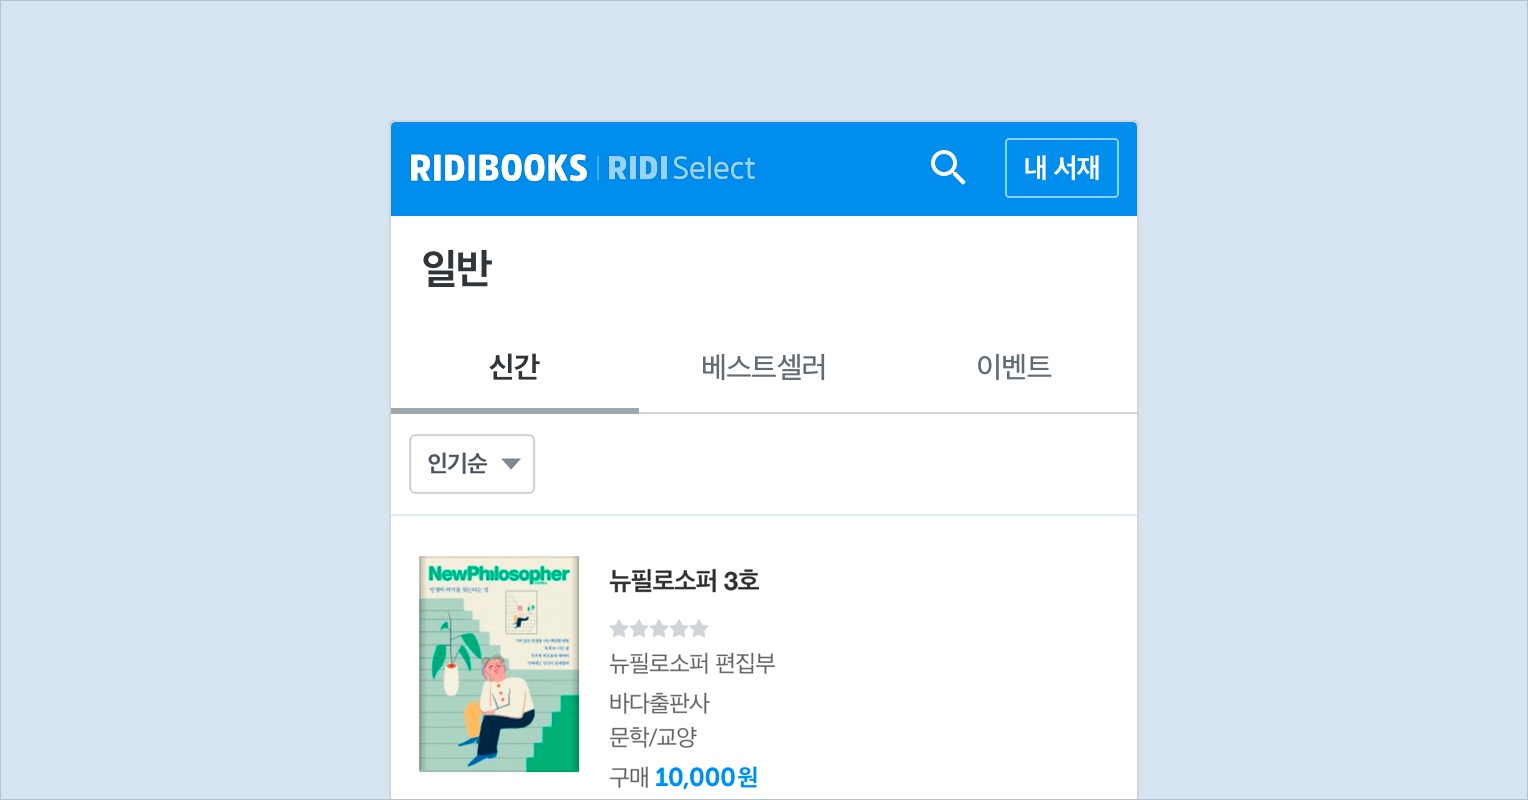 RIDIBOOKS | RIDI Select
내 서재
일반
신간
베스트셀러
이벤트
인기순
NewPhilosopher
뉴필로소퍼 3호
뉴필로소퍼 편집부
바다출판사
문학/교양
구매 10,000원